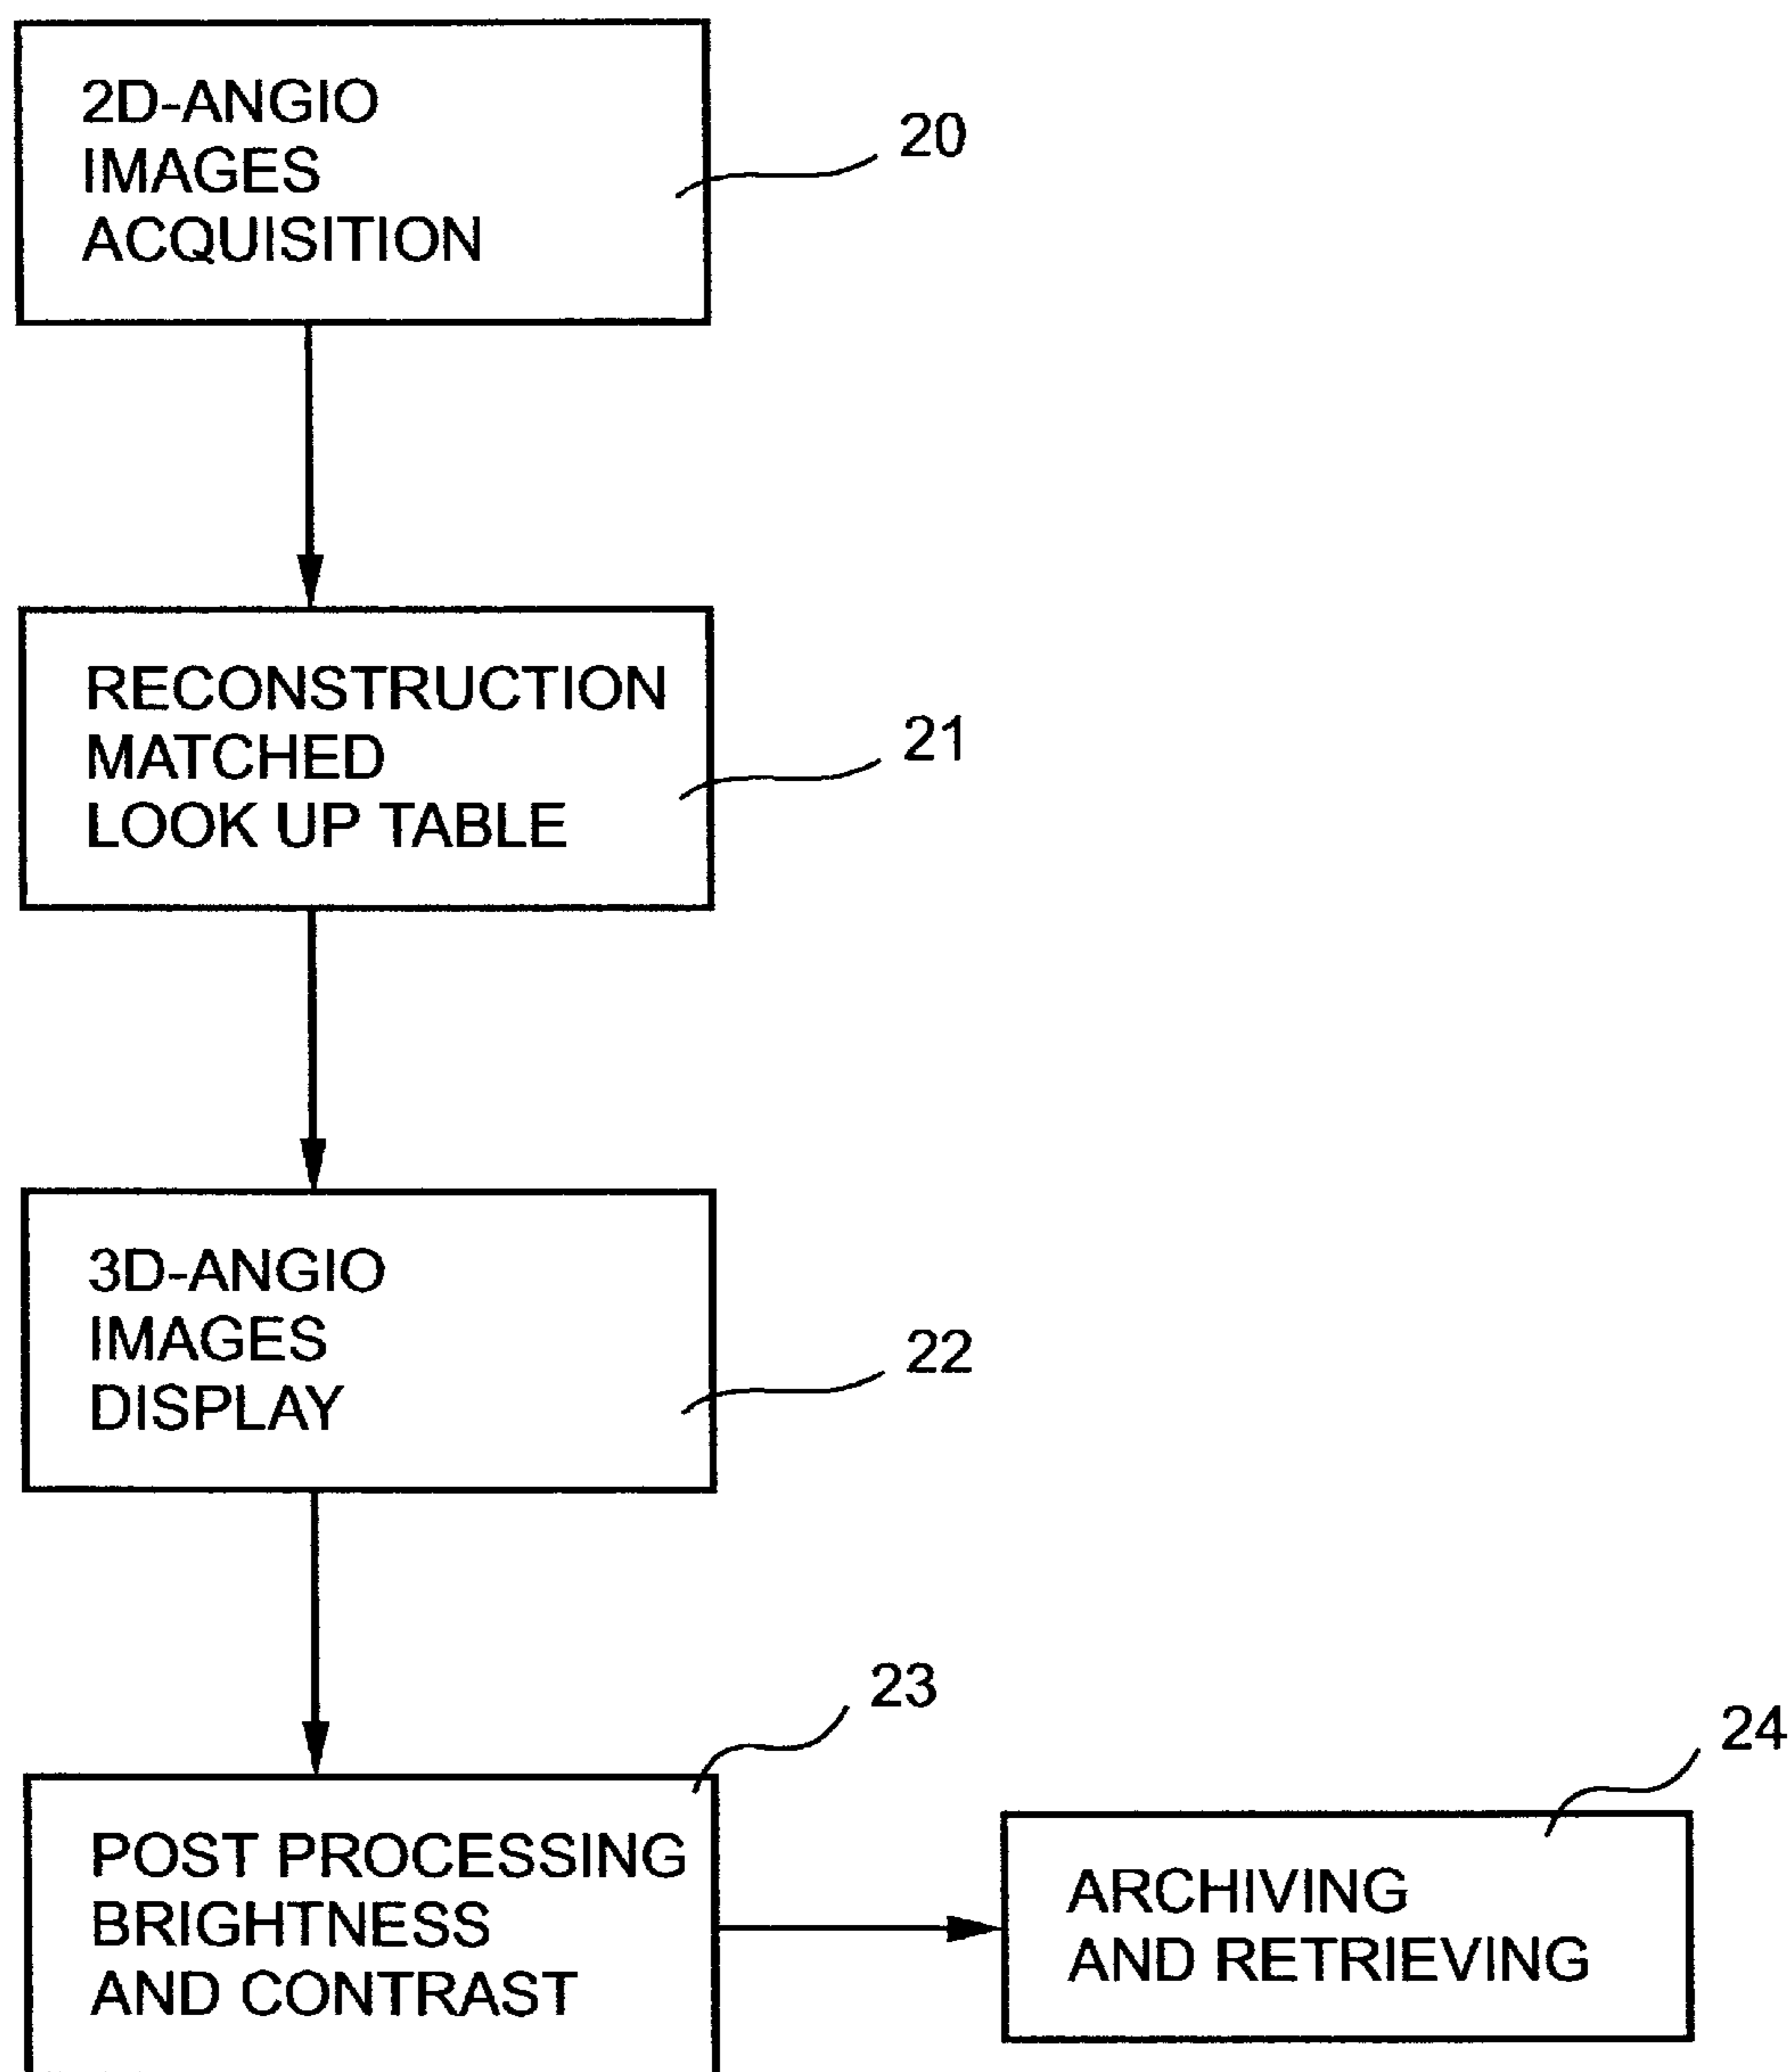 2D-ANGIO
IMAGES
ACQUISITION
20
RECONSTRUCTION
MATCHED
LOOK UP TABLE
21
3D-ANGIO
IMAGES
DISPLAY
22
23
POST PROCESSING
BRIGHTNESS
AND CONTRAST
24
ARCHIVING
AND RETRIEVING